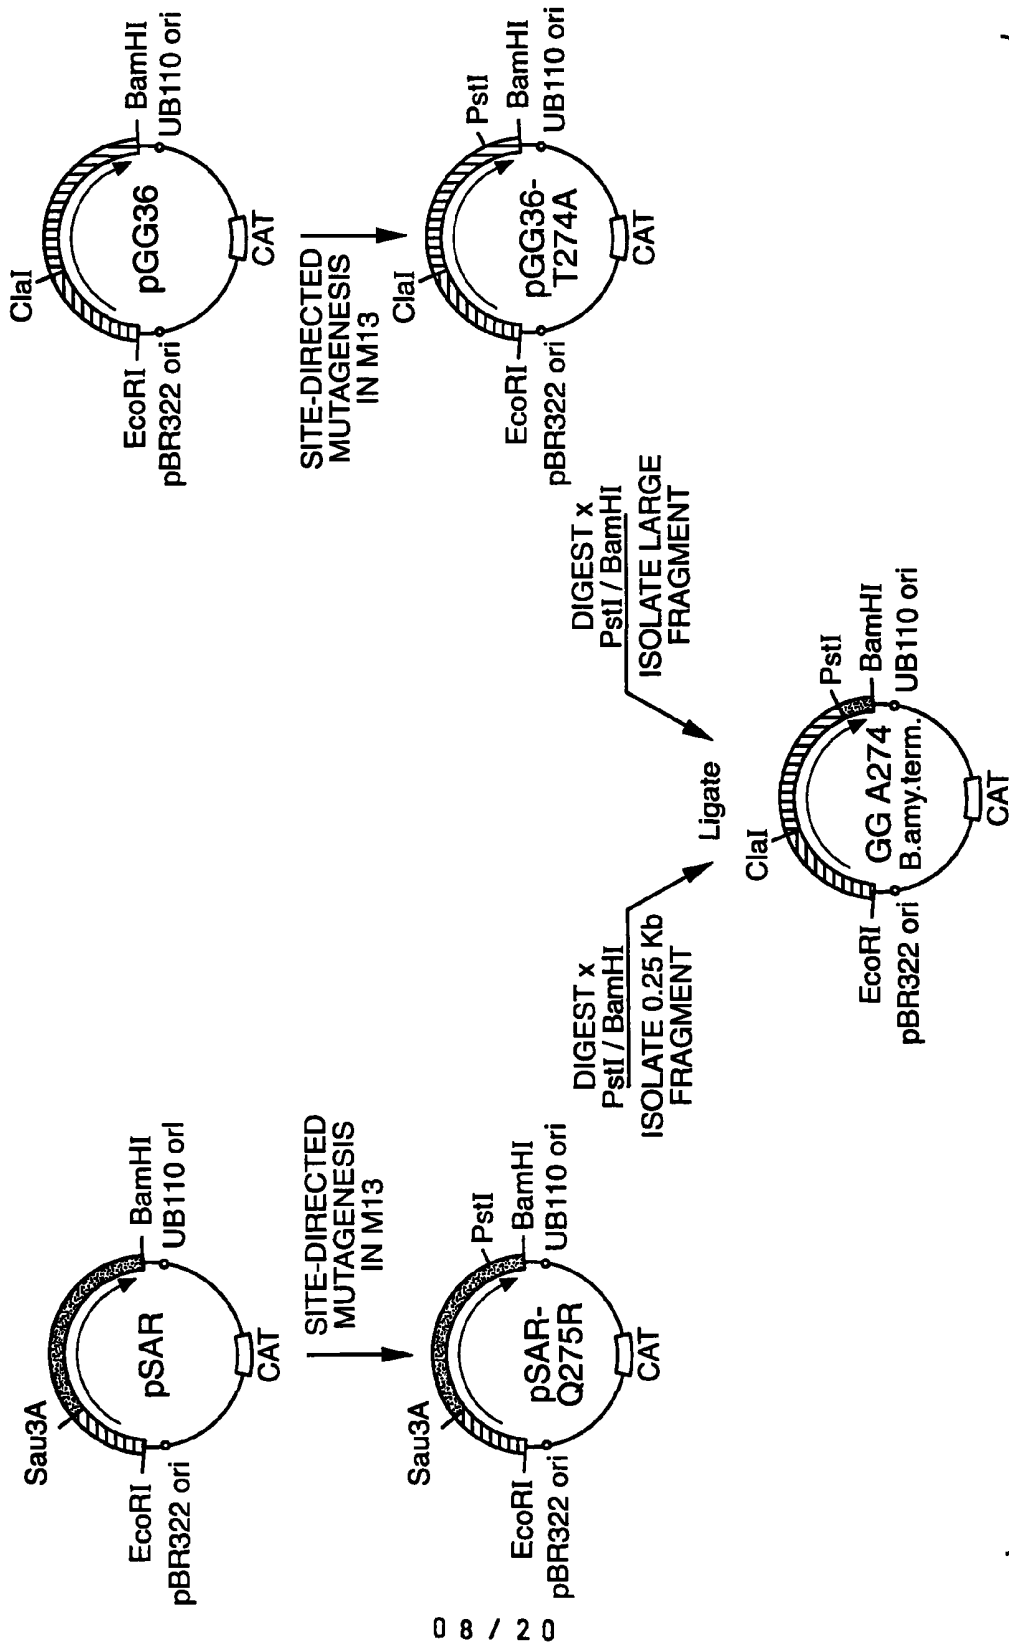 Sau3A
EcoRI
BamHI
pBR322 ori
UB110 orI
pSAR
CAT
SITE-DIRECTED
MUTAGENESIS
IN M13
Sau3A
PstI
EcoRI
BamHI
pBR322 ori
UB110 ori
pSAR-
Q275R
CAT
ClaI
EcoRI
BamHI
pBR322 ori
UB110 ori
pGG36
CAT
SITE-DIRECTED
MUTAGENESIS
IN M13
ClaI
PstI
EcoRI
BamHI
pBR322 ori
UB110 ori
pGG36-
T274A
CAT
DIGEST x
PstI / BamHI
ISOLATE 0.25 Kb
FRAGMENT
DIGEST x
PstI / BamHI
ISOLATE LARGE
FRAGMENT
Ligate
ClaI
PstI
EcoRI
BamHI
pBR322 ori
UB110 ori
GG A274
B.amy.term.
CAT
08/20